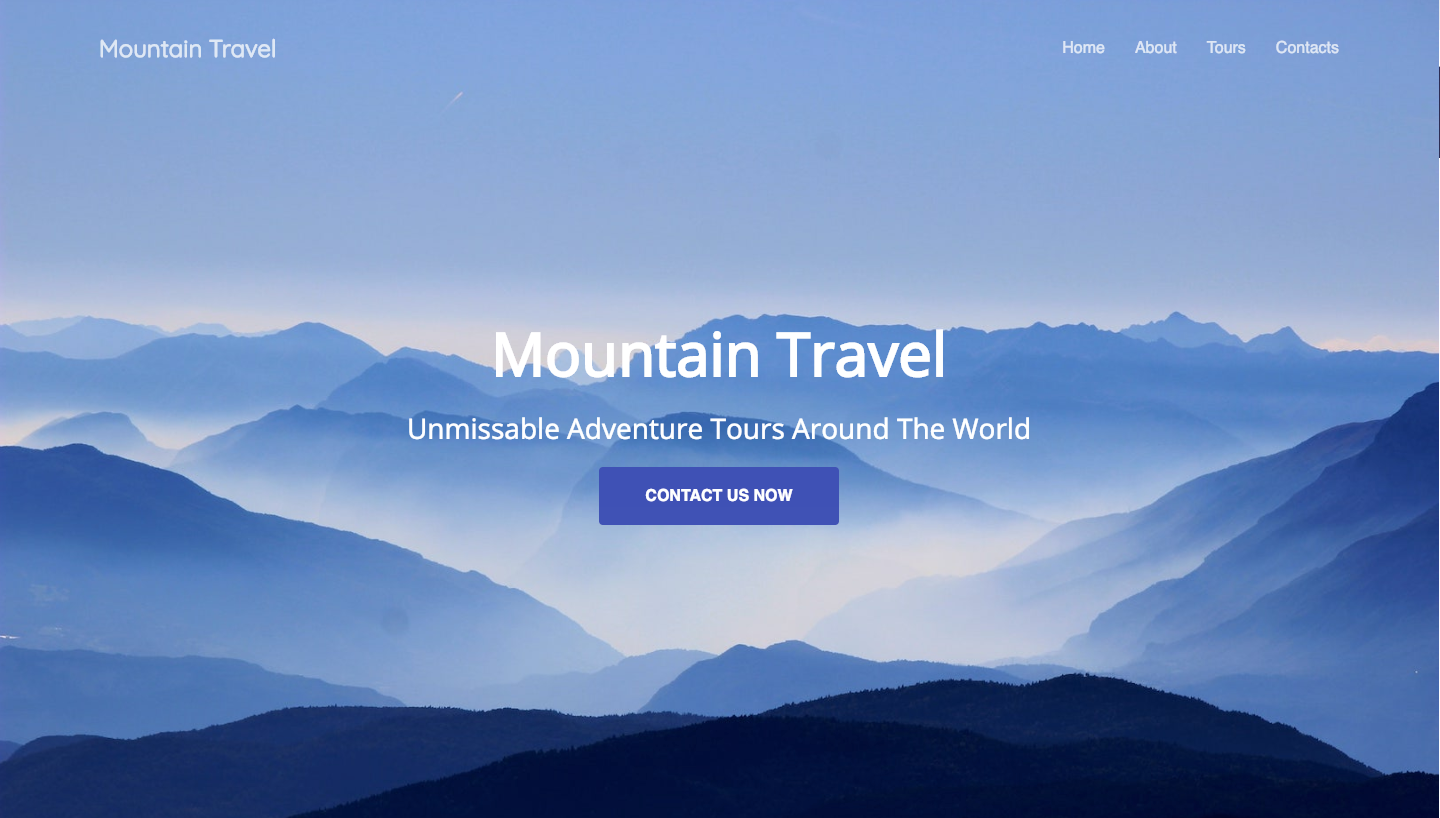 Mountain Travel
Home About Tours Contacts
Mountain Travel
Unmissable Adventure Tours Around The World
CONTACT US NOW